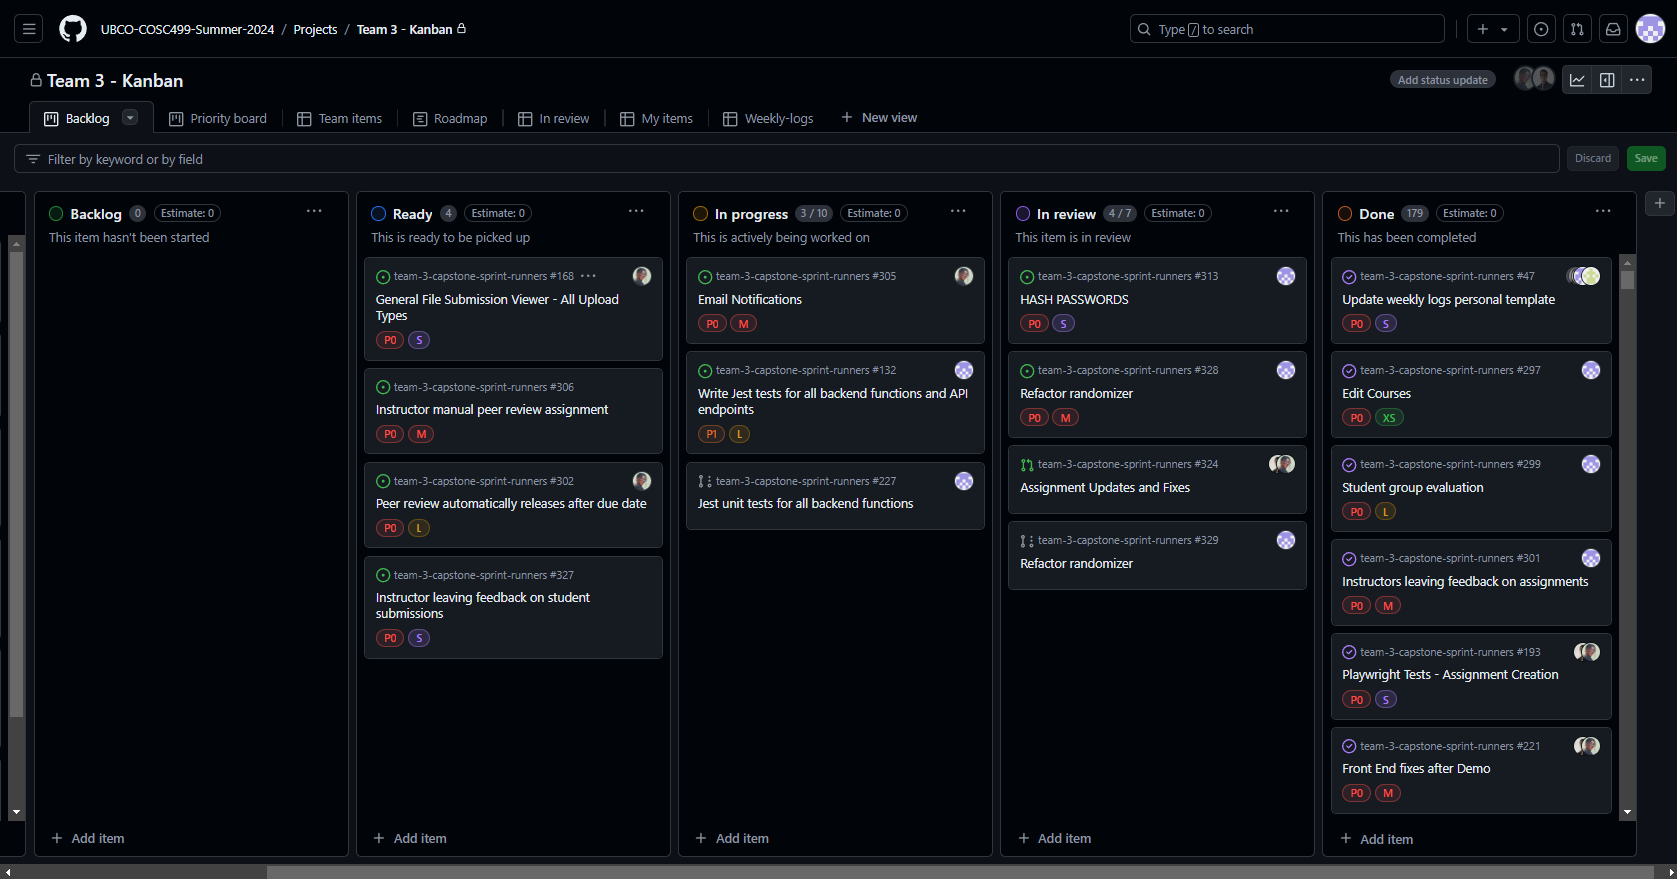 UBCO-COSC499-Summer-2024 / Projects / Team 3 - Kanban
Type / to search
Team 3 - Kanban
Add status update
Backlog
Priority board
Team items
Roadmap
In review
My items
Weekly-logs
New view
Filter by keyword or by field
Discard
Save
Backlog 0 Estimate: 0
This item hasn't been started
Add item
Ready 4 Estimate: 0
This is ready to be picked up
team-3-capstone-sprint-runners #168
General File Submission Viewer - All Upload
Types
P0 S
team-3-capstone-sprint-runners #306
Instructor manual peer review assignment
P0 M
team-3-capstone-sprint-runners #302
Peer review automatically releases after due date
P0 L
team-3-capstone-sprint-runners #327
Instructor leaving feedback on student
submissions
P0 S
Add item
In progress 3 / 10 Estimate: 0
This is actively being worked on
team-3-capstone-sprint-runners #305
Email Notifications
P0 M
team-3-capstone-sprint-runners #132
Write Jest tests for all backend functions and API
endpoints
P1 L
team-3-capstone-sprint-runners #227
Jest unit tests for all backend functions
Add item
In review 4 / 7 Estimate: 0
This item is in review
team-3-capstone-sprint-runners #313
HASH PASSWORDS
P0 S
team-3-capstone-sprint-runners #328
Refactor randomizer
P0 M
team-3-capstone-sprint-runners #324
Assignment Updates and Fixes
team-3-capstone-sprint-runners #329
Refactor randomizer
Add item
Done 179 Estimate: 0
This has been completed
team-3-capstone-sprint-runners #47
Update weekly logs personal template
P0 S
team-3-capstone-sprint-runners #297
Edit Courses
P0 XS
team-3-capstone-sprint-runners #299
Student group evaluation
P0 L
team-3-capstone-sprint-runners #301
Instructors leaving feedback on assignments
P0 M
team-3-capstone-sprint-runners #193
Playwright Tests - Assignment Creation
P0 S
team-3-capstone-sprint-runners #221
Front End fixes after Demo
P0 M
Add item